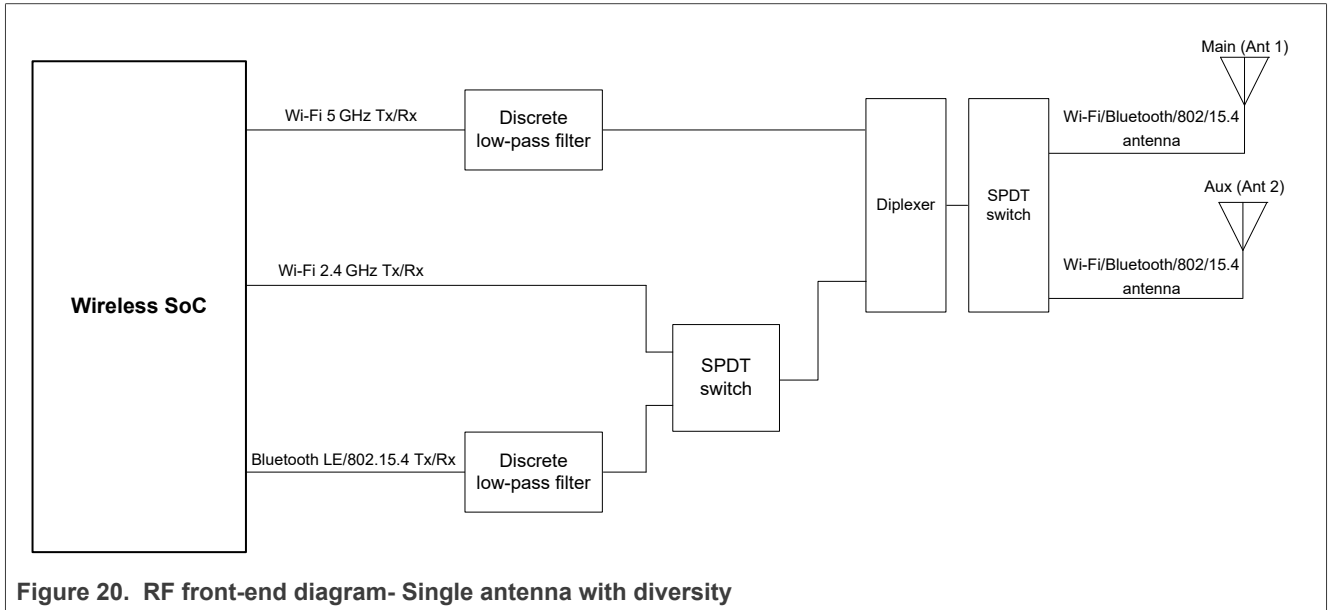 Main (Ant 1)
Wi-Fi 5 GHz Tx/Rx
Discrete
low-pass filter
Wi-Fi/Bluetooth/802/15.4
antenna
Aux (Ant 2)
Diplexer
SPDT
switch
Wi-Fi 2.4 GHz Tx/Rx
Wi-Fi/Bluetooth/802/15.4
antenna
Wireless SoC
SPDT
switch
Bluetooth LE/802.15.4 Tx/Rx
Discrete
low-pass filter
Figure 20. RF front-end diagram- Single antenna with diversity